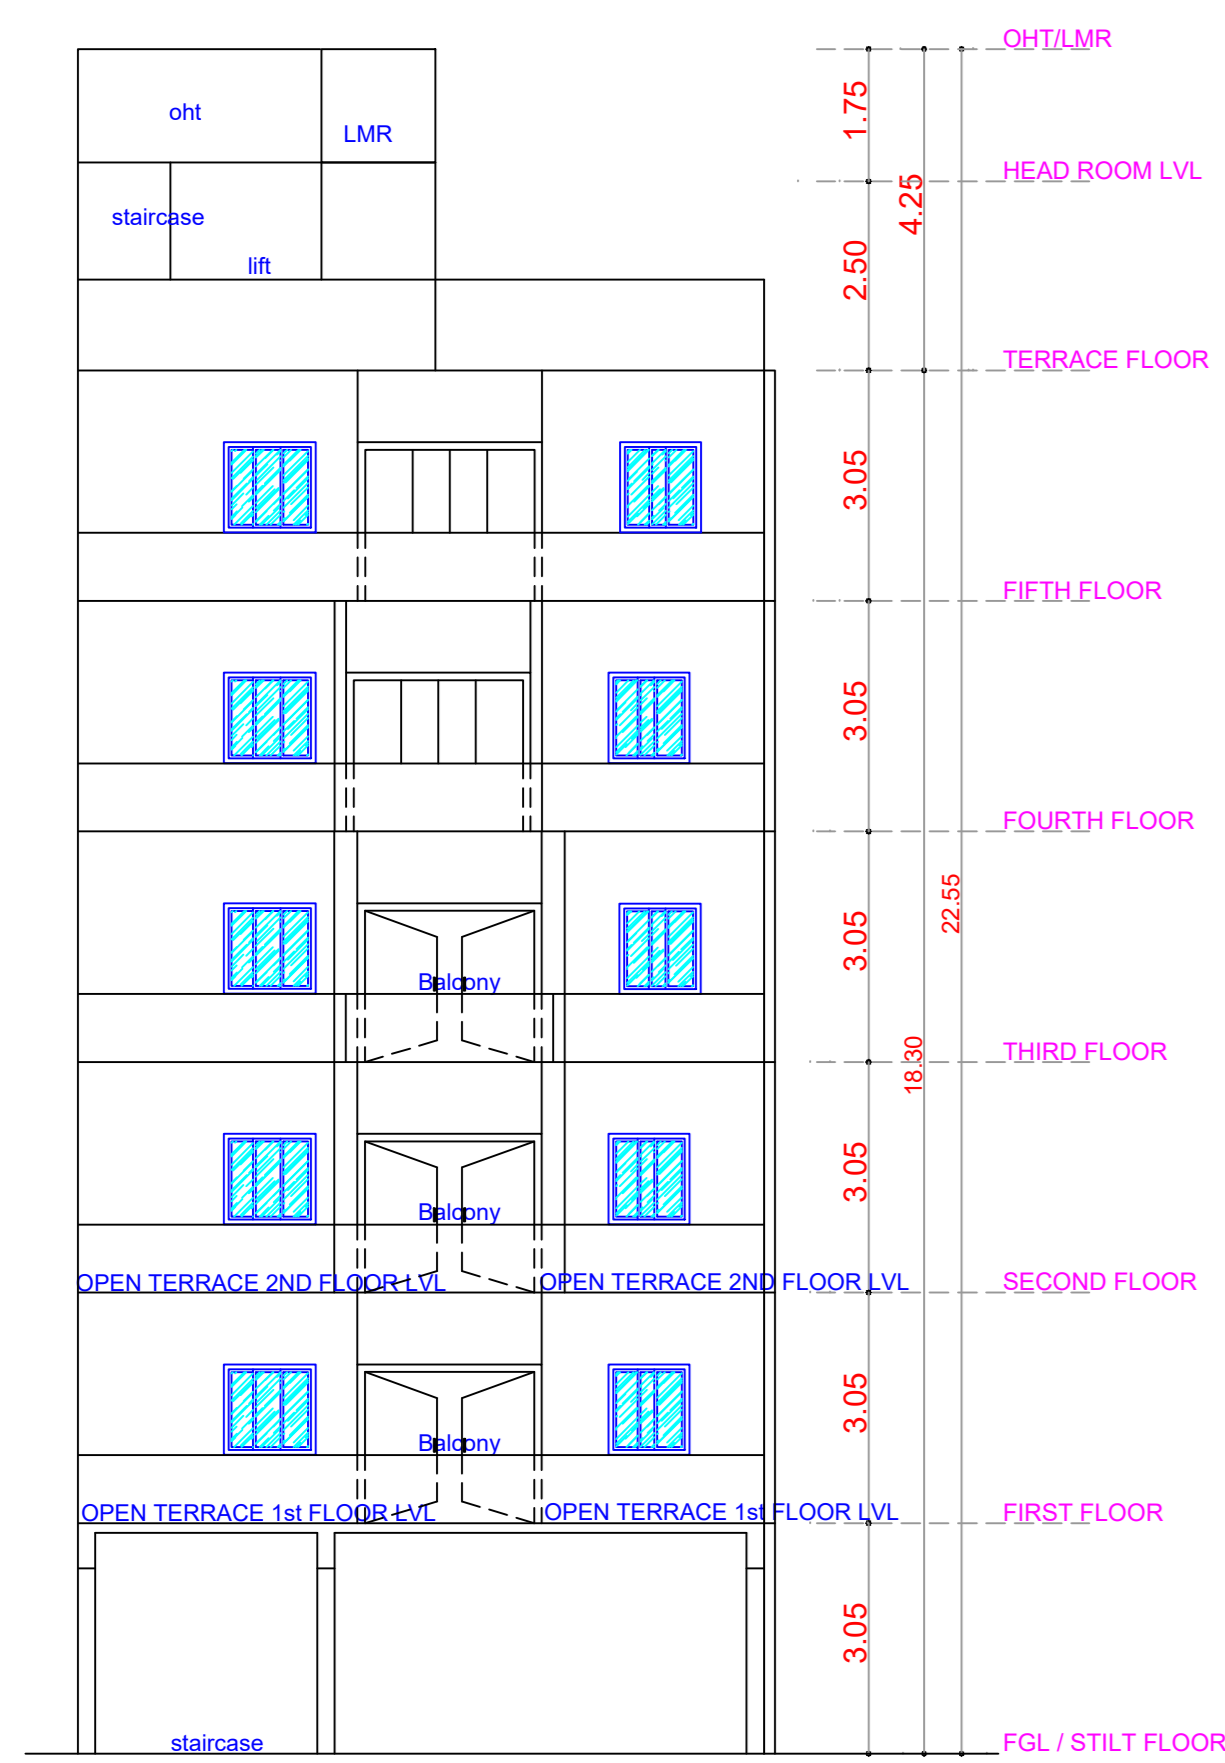 OHT/LMR
oht
1.75
LMR
HEAD ROOM LVL
4.25
staircase
lift
2.50
TERRACE FLOOR
3.05
FIFTH FLOOR
3.05
FOURTH FLOOR
22.55
3.05
Balcony
THIRD FLOOR
18.30
3.05
Balcony
OPEN TERRACE 2ND FLOOR LVL
OPEN TERRACE 2ND FLOOR LVL
SECOND FLOOR
3.05
Balcony
OPEN TERRACE 1st FLOOR LVL
OPEN TERRACE 1st FLOOR LVL
FIRST FLOOR
3.05
staircase
FGL / STILT FLOOR